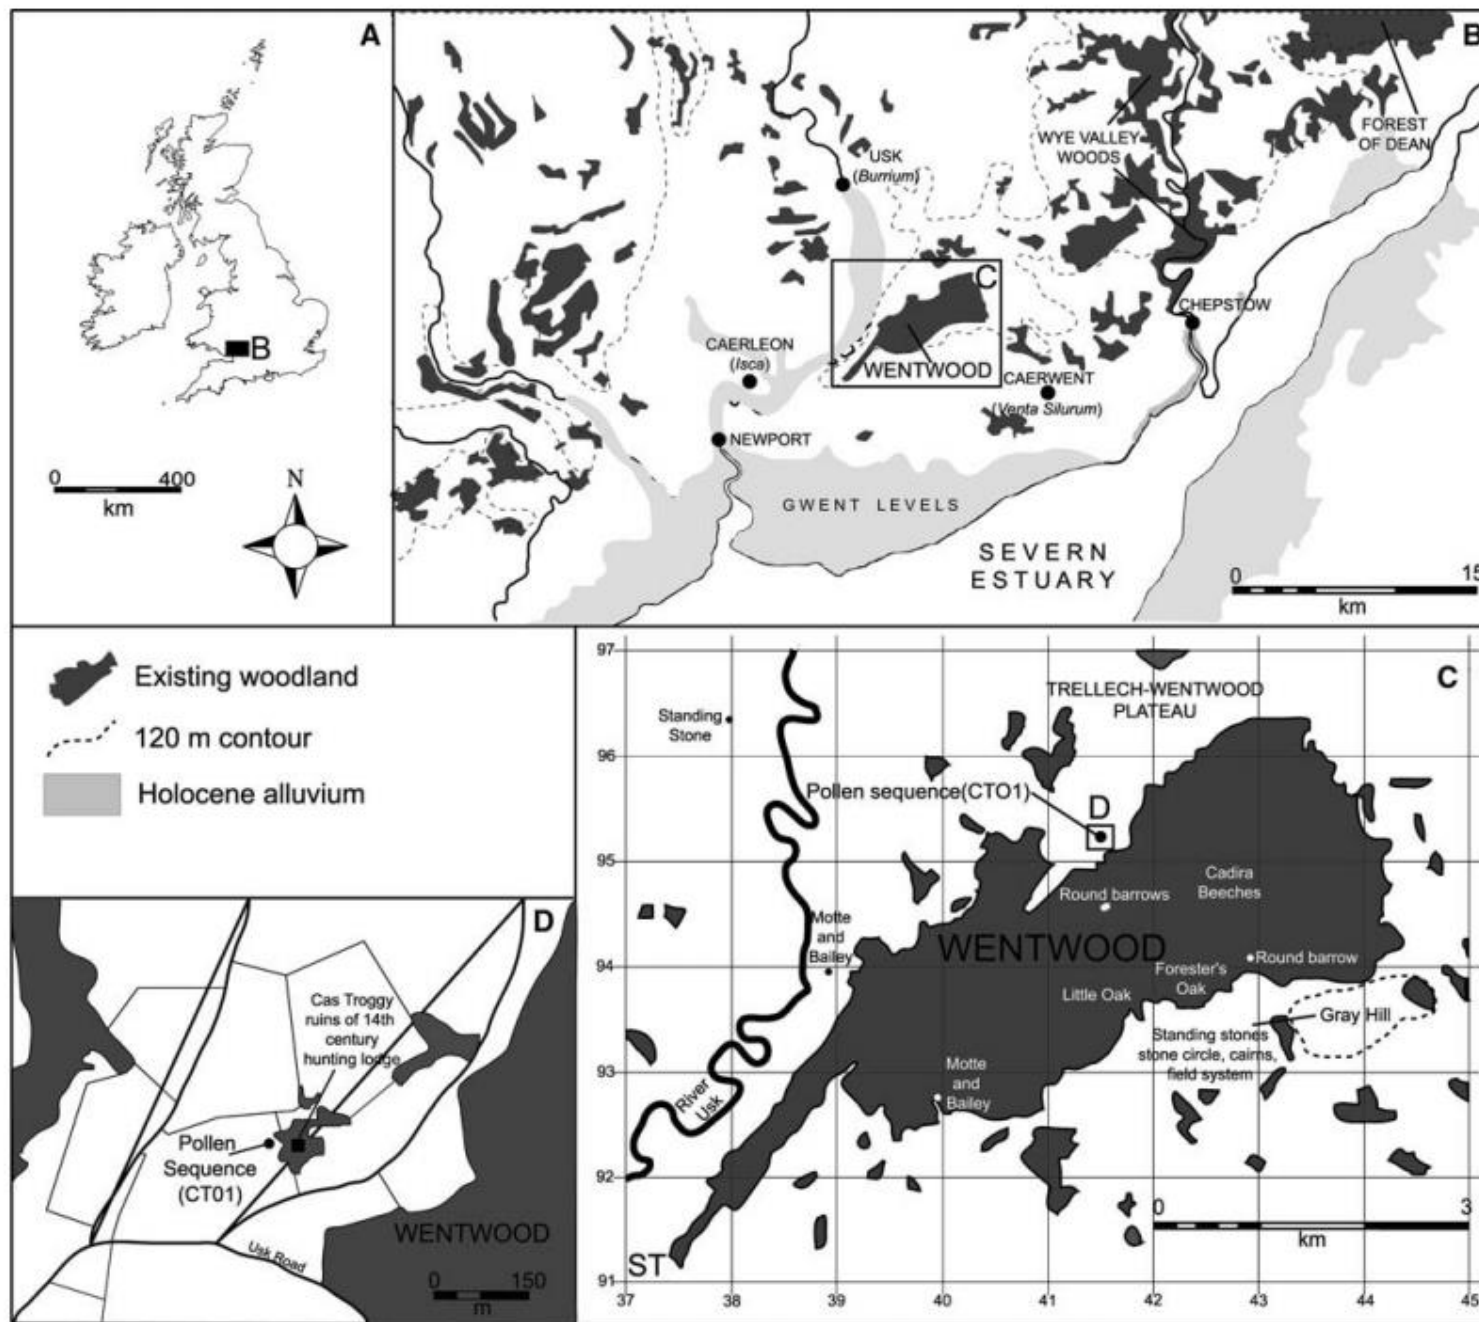 A
B
0
400
km
N
B
WYE VALLEY
WOODS
FOREST
OF DEAN
USK
(Burrium)
C
CHEPSTOW
CAERLEON
(Isca)
WENTWOOD
CAERWENT
(Venta Silurum)
NEWPORT
GWENT LEVELS
SEVERN
ESTUARY
0
15
km
Existing woodland
120 m contour
Holocene alluvium
D
Cas Troggy
ruins of 14th
century
hunting lodge
Pollen
Sequence
(CT01)
WENTWOOD
Usk Road
0
150
m
C
97
96
95
94
93
92
91
TRELLECH-WENTWOOD
PLATEAU
Standing
Stone
Pollen sequence(CTO1)
D
Cadira
Beeches
Round barrows
Motte
and
Bailey
WENTWOOD
Round barrow
Forester's
Oak
Little Oak
Gray Hill
Standing stones
stone circle, cairns,
field system
Motte
and
Bailey
River
Usk
0
3
km
ST
37
38
39
40
41
42
43
44
45